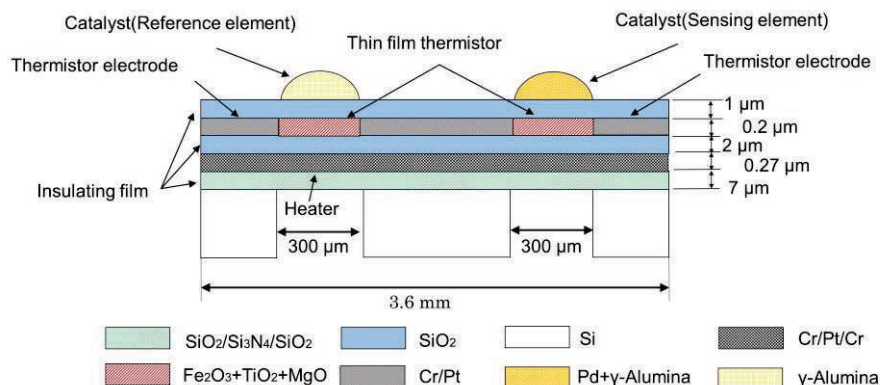 Catalyst(Reference element)
Catalyst(Sensing element)
Thin film thermistor
Thermistor electrode
Thermistor electrode
1 μm
0.2 μm
2 μm
0.27 μm
7 μm
Insulating film
Heater
300 μm
300 μm
3.6 mm
SiO₂/Si₃N₄/SiO₂
SiO₂
Si
Cr/Pt/Cr
Fe₂O₃+TiO₂+MgO
Cr/Pt
Pd+γ-Alumina
γ-Alumina